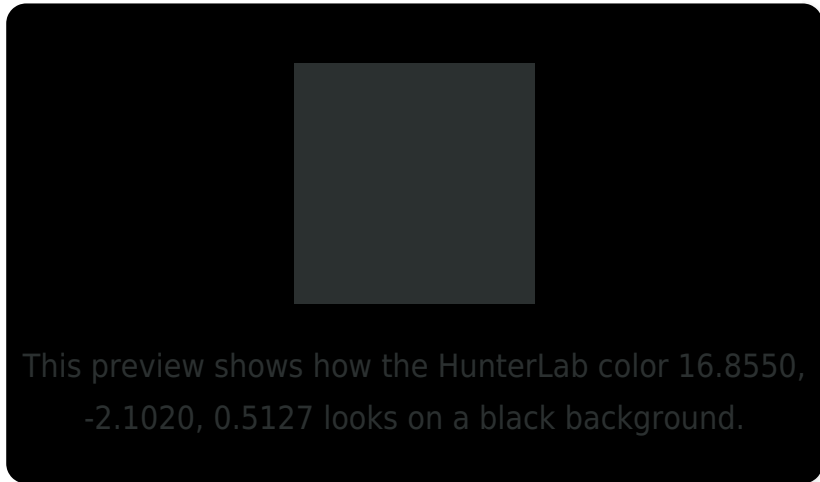 This preview shows how the HunterLab color 16.8550,
-2.1020, 0.5127 looks on a black background.